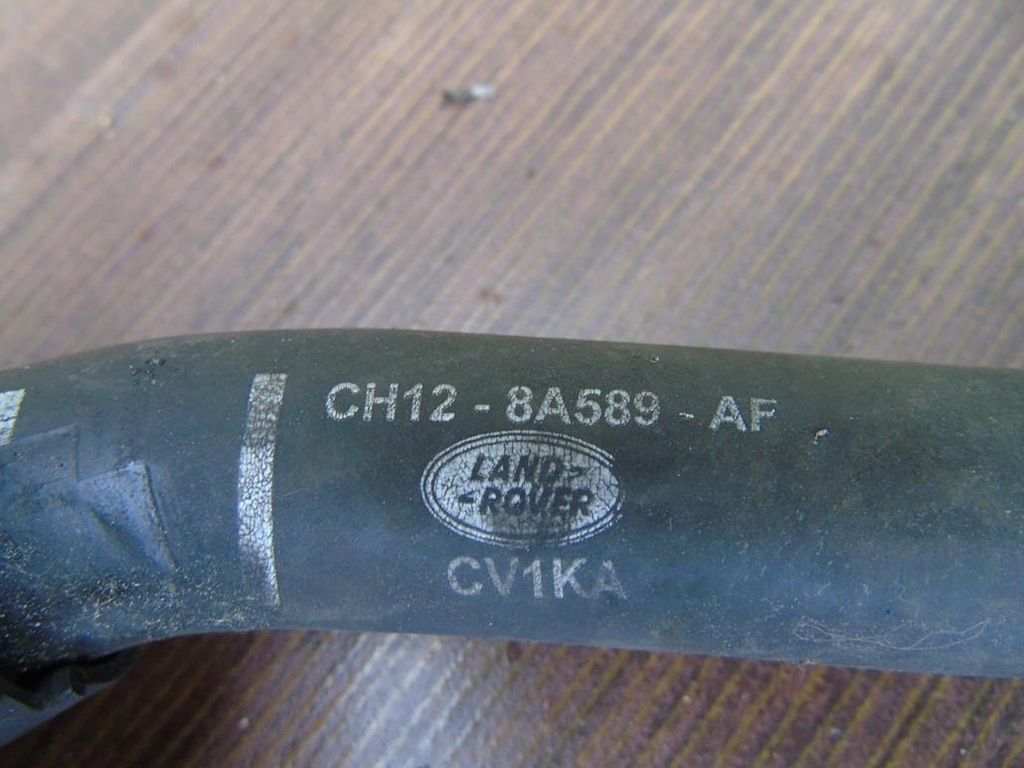 CH12 - 8A589 - AF
LAND-
-ROVER
CV1KA